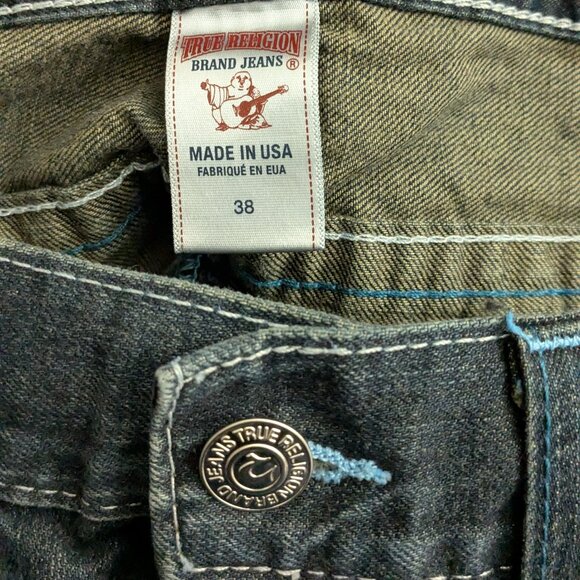 TRUE RELIGION
BRAND JEANS ®
MADE IN USA
FABRIQUÉ EN EUA
38
TRUE RELIGION BRAND JEANS